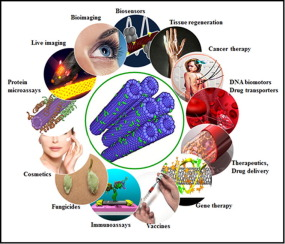 Biosensors
Bioimaging
Tissue regeneration
Live imaging
Cancer therapy
Protein
microassays
DNA biomotors
Drug transporters
Cosmetics
Therapeutics,
Drug delivery
Fungicides
Gene therapy
Immunoassays
Vaccines